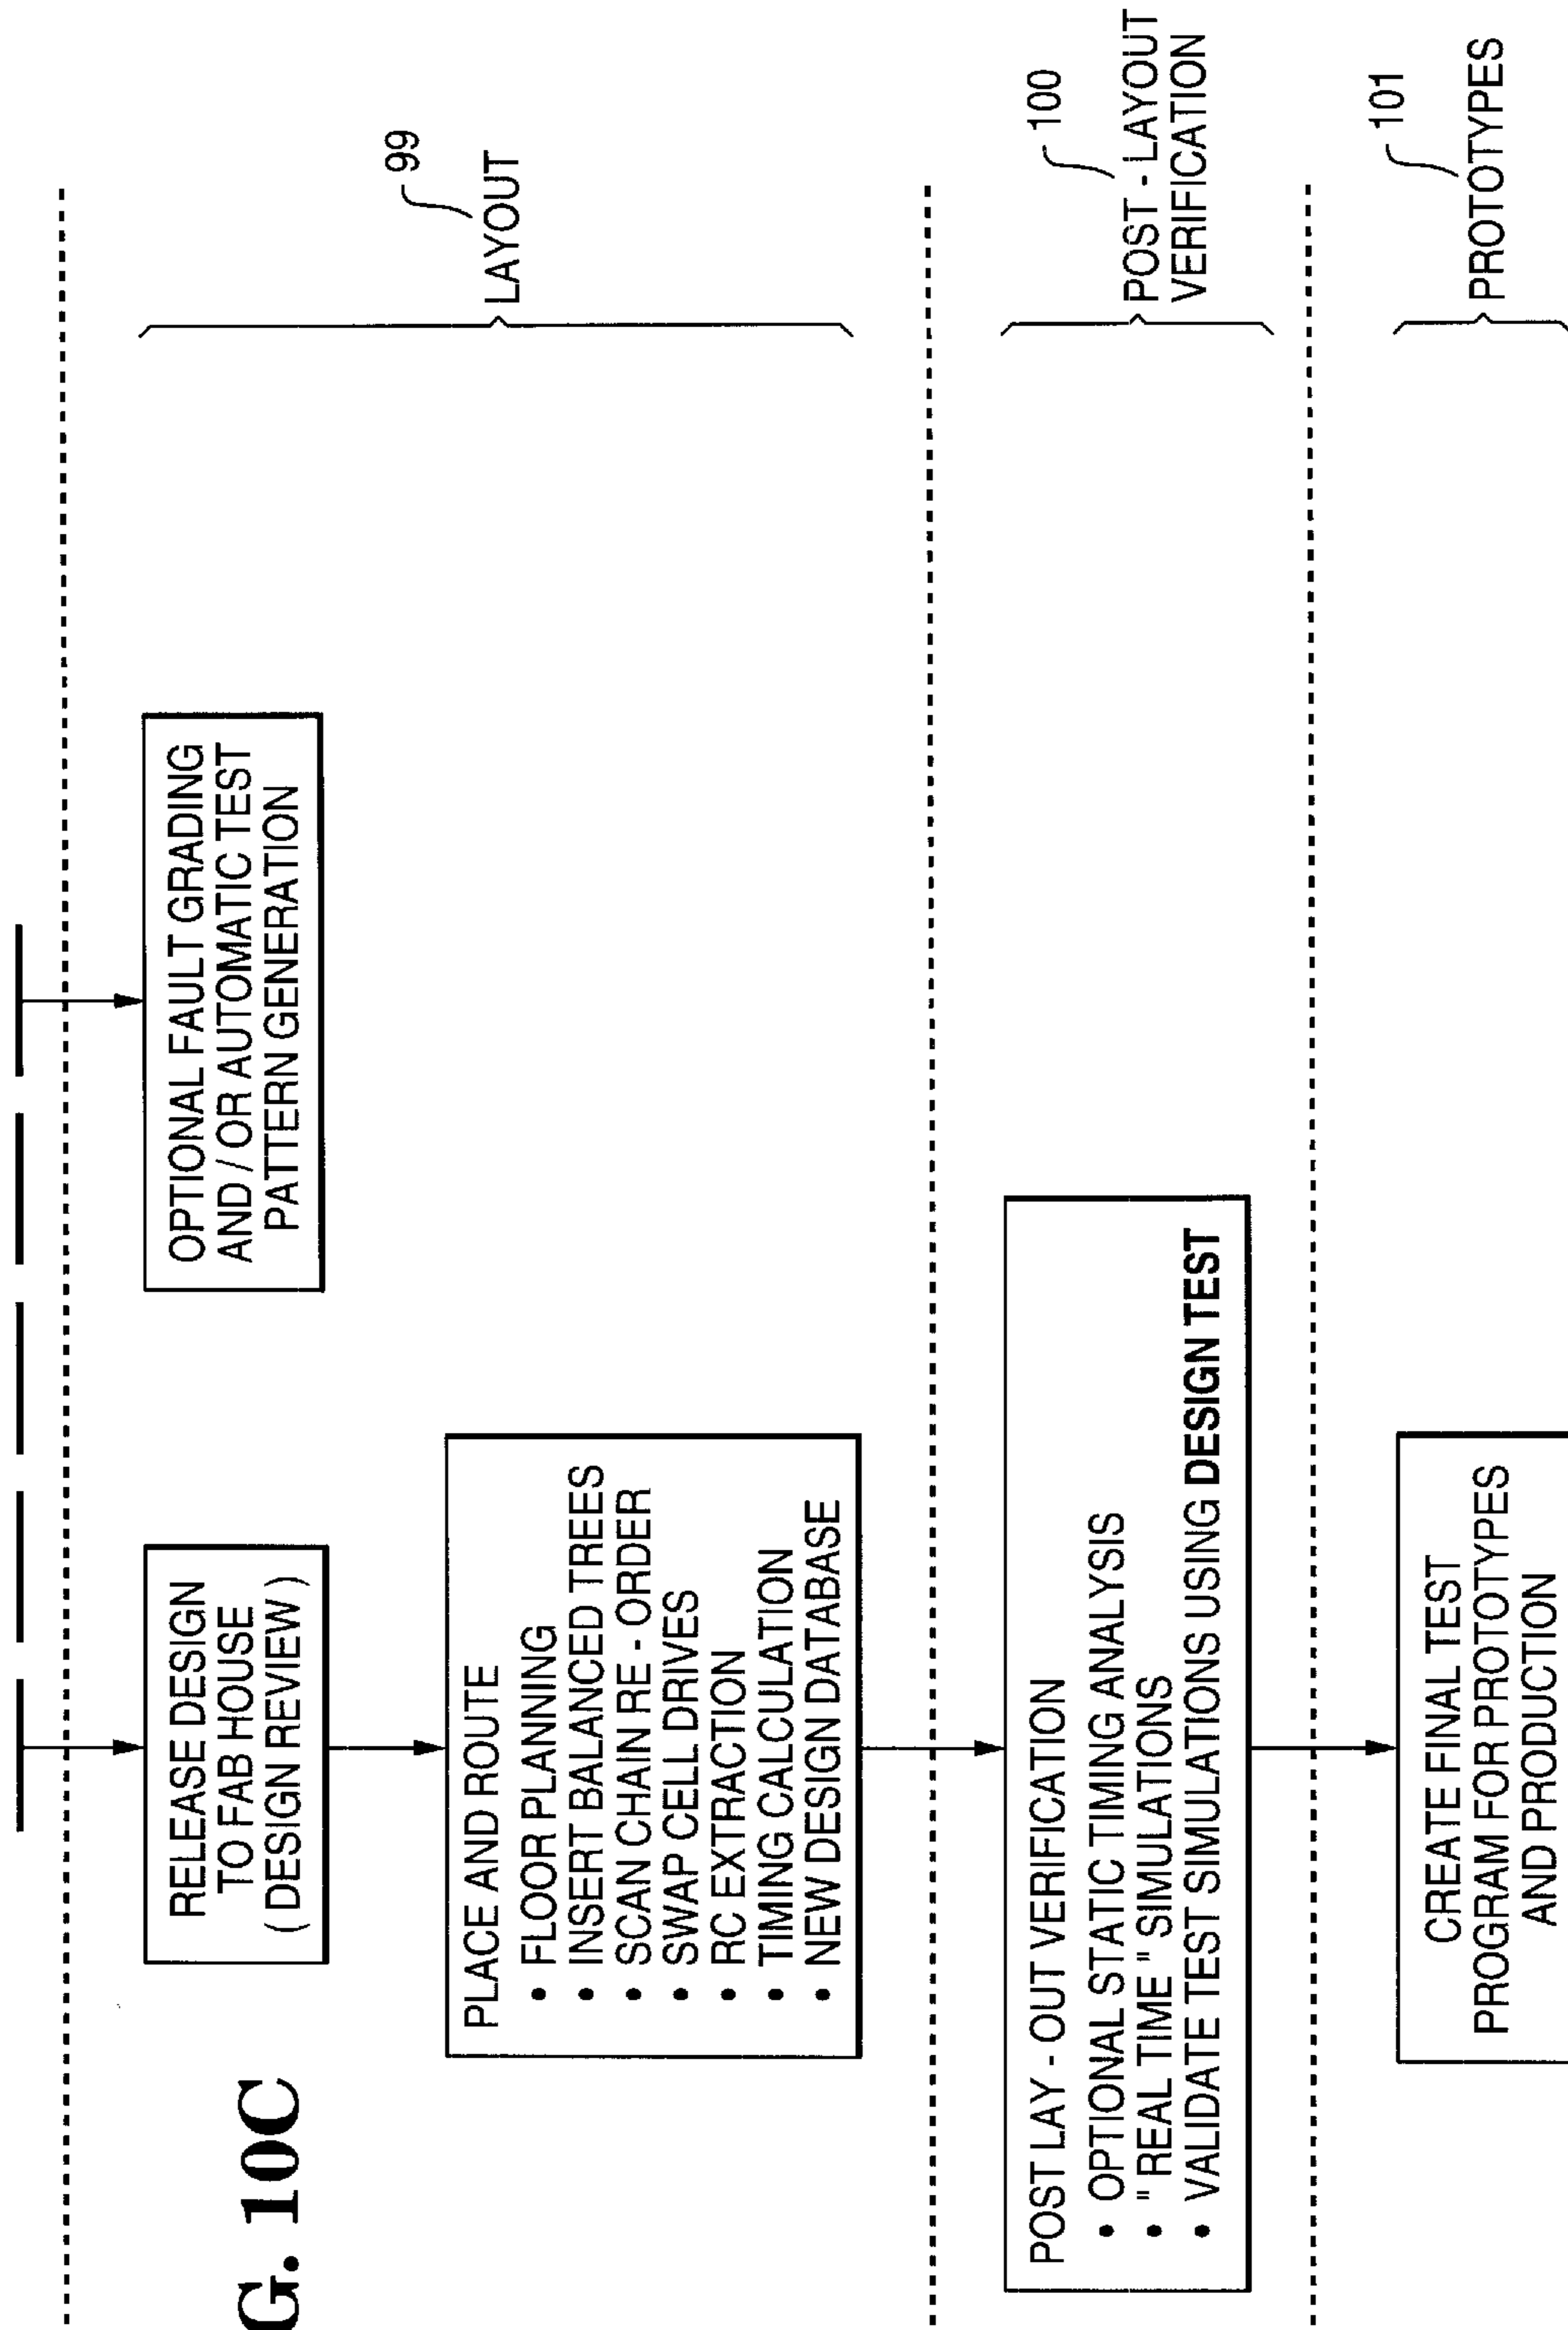 G. 10C
RELEASE DESIGN
TO FAB HOUSE
( DESIGN REVIEW )
OPTIONAL FAULT GRADING
AND / OR AUTOMATIC TEST
PATTERN GENERATION
99
LAYOUT
PLACE AND ROUTE
• FLOOR PLANNING
• INSERT BALANCED TREES
• SCAN CHAIN RE - ORDER
• SWAP CELL DRIVES
• RC EXTRACTION
• TIMING CALCULATION
• NEW DESIGN DATABASE
POST LAY - OUT VERIFICATION
• OPTIONAL STATIC TIMING ANALYSIS
• " REAL TIME " SIMULATIONS
• VALIDATE TEST SIMULATIONS USING DESIGN TEST
100
POST - LAYOUT
VERIFICATION
CREATE FINAL TEST
PROGRAM FOR PROTOTYPES
AND PRODUCTION
101
PROTOTYPES